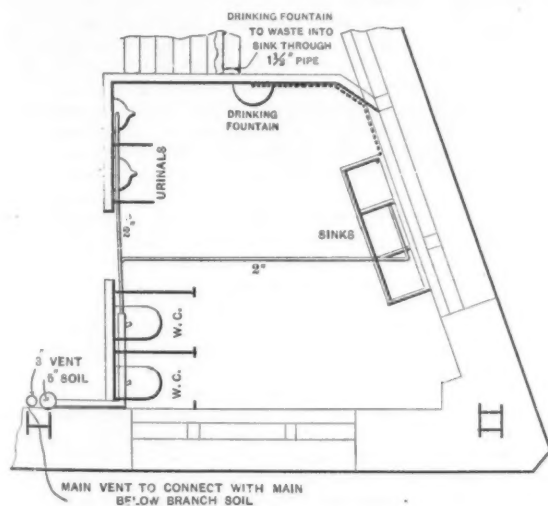 DRINKING FOUNTAIN
TO WASTE INTO
SINK THROUGH
1½" PIPE
DRINKING
FOUNTAIN
URINALS
SINKS
2"
W.C.
W.C.
3" VENT
5" SOIL
MAIN VENT TO CONNECT WITH MAIN
BELOW BRANCH SOIL